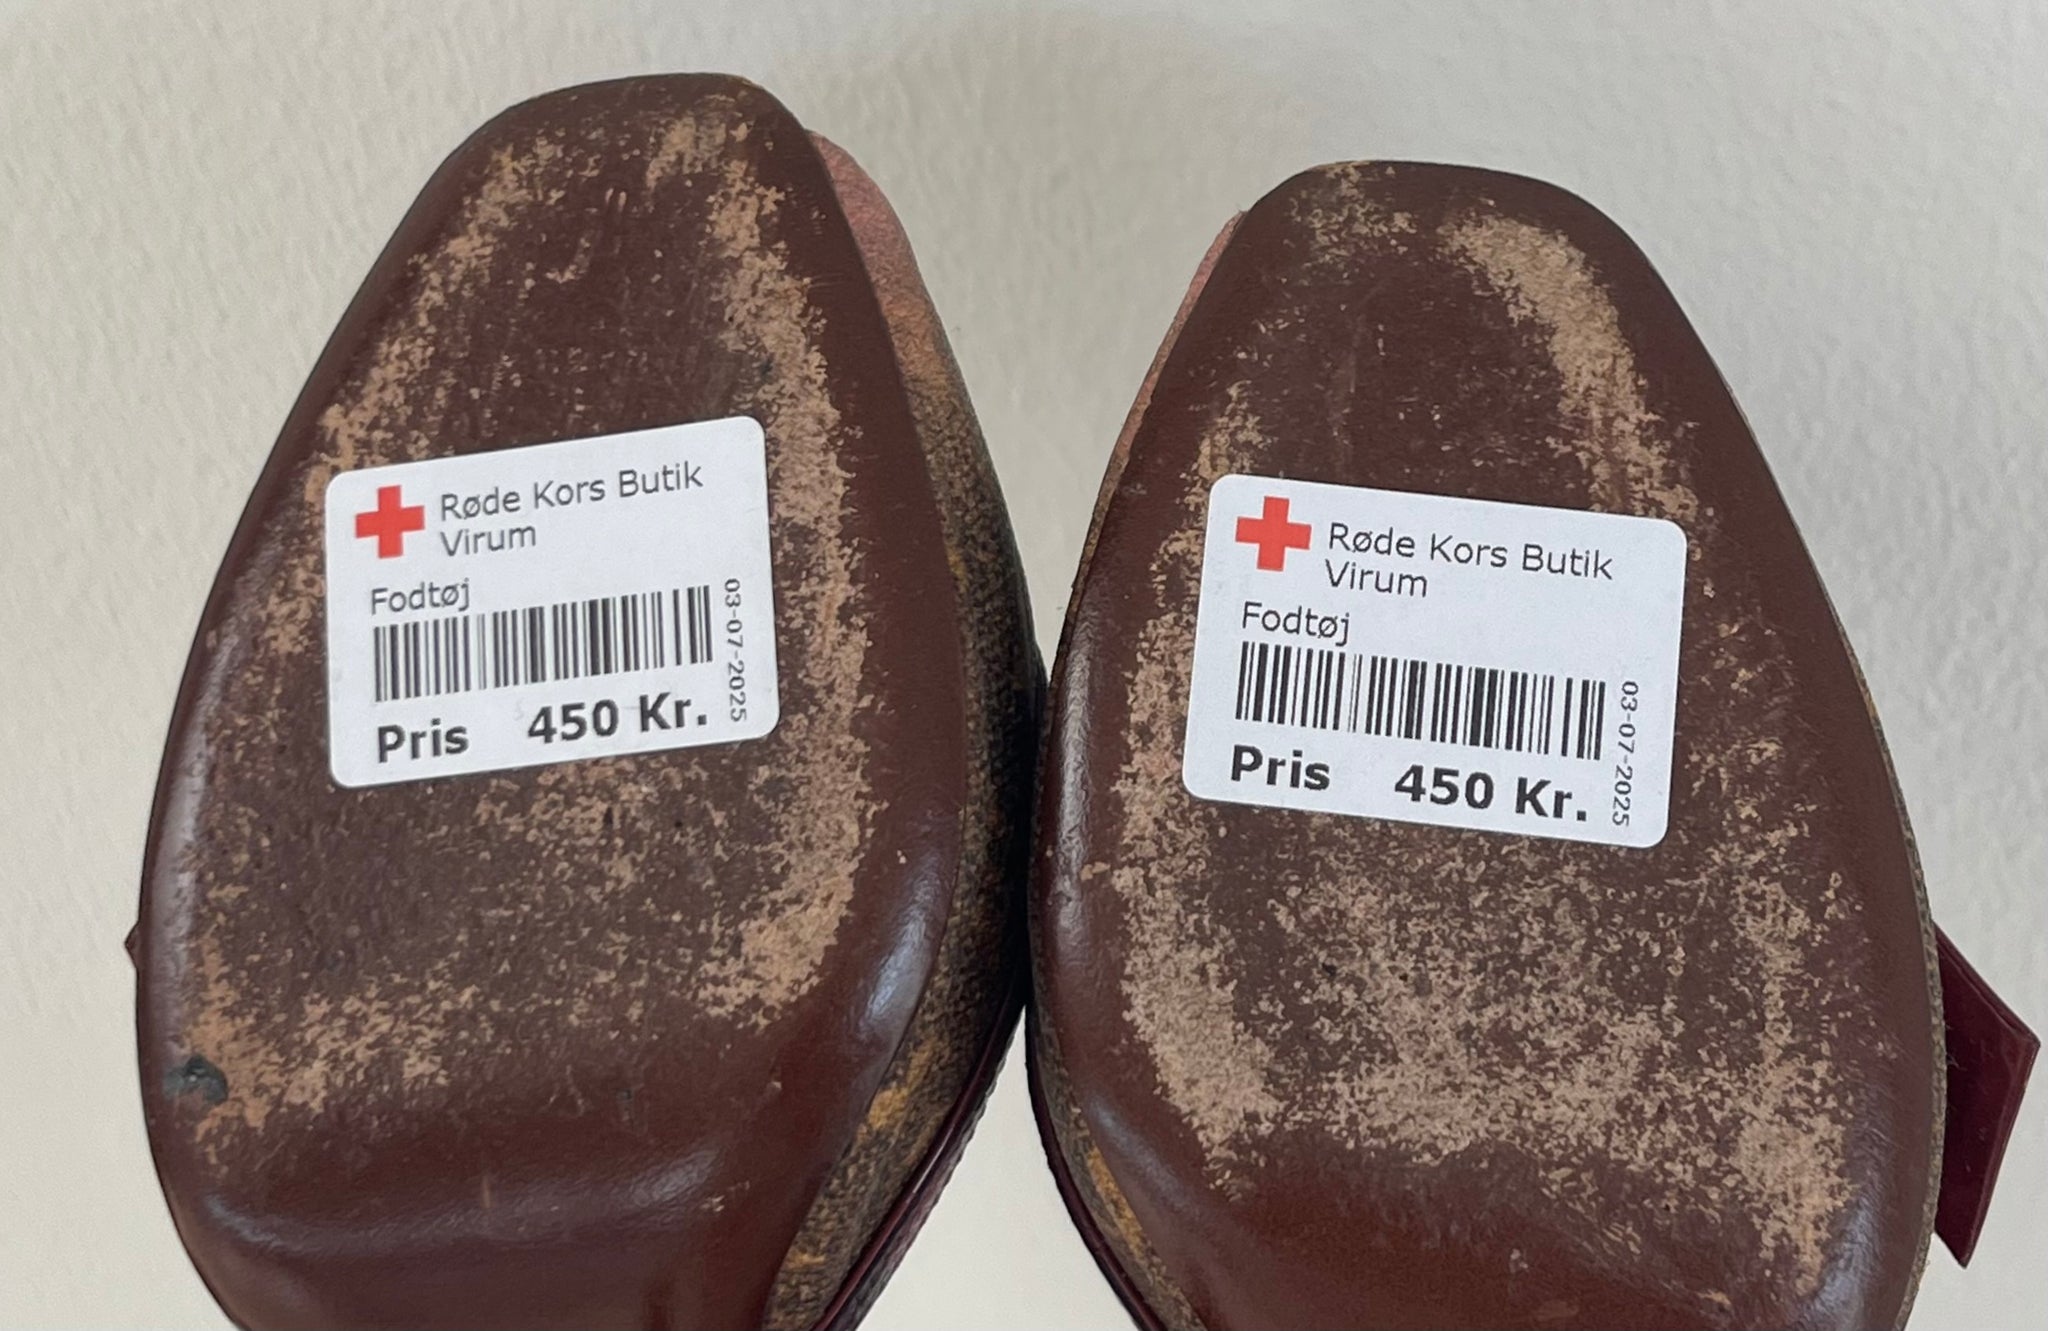 Røde Kors Butik
Virum
Fodtøj
03-07-2025
Pris 450 Kr.
Røde Kors Butik
Virum
Fodtøj
03-07-2025
Pris 450 Kr.